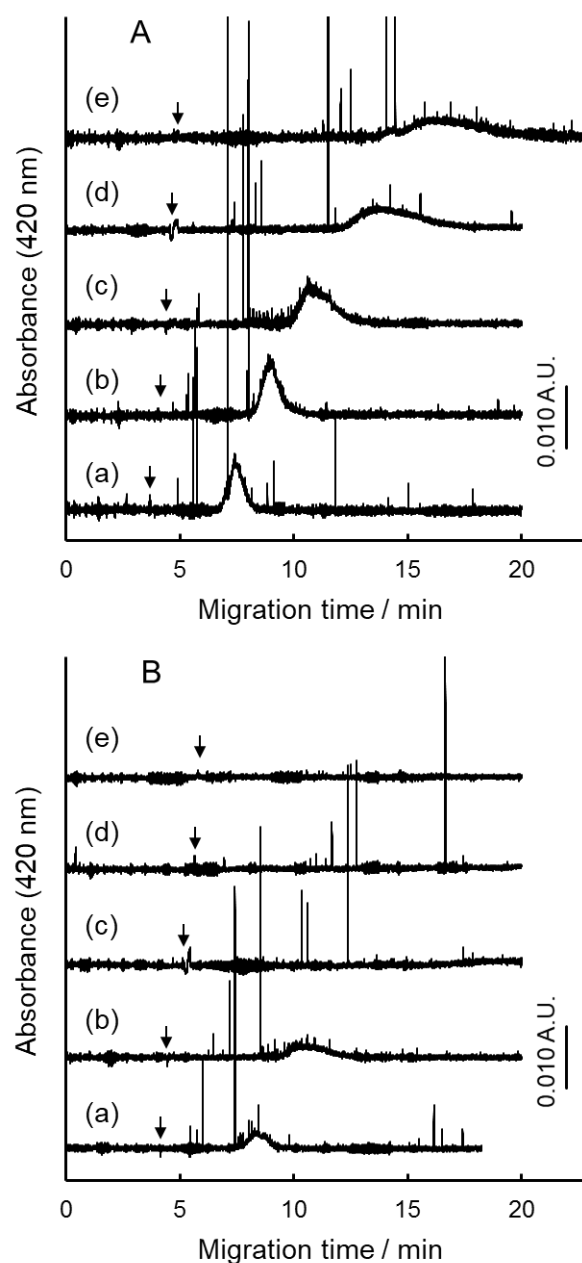 A
(e)
(d)
(c)
(b)
(a)
Absorbance (420 nm)
0.010 A.U.
0 5 10 15 20
Migration time / min
B
(e)
(d)
(c)
(b)
(a)
Absorbance (420 nm)
0.010 A.U.
0 5 10 15 20
Migration time / min